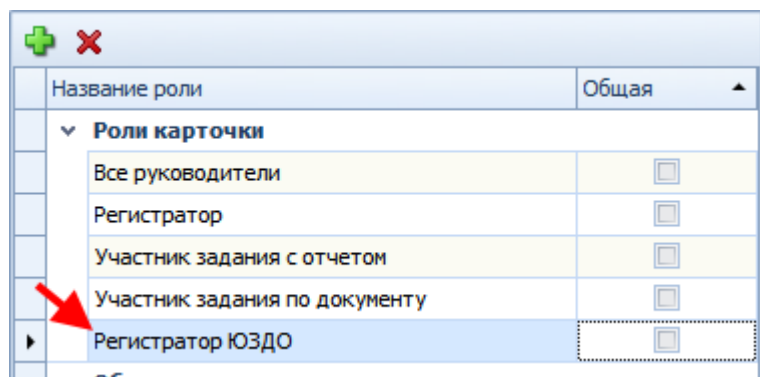 Название роли Общая
Роли карточки
Все руководители
Регистратор
Участник задания с отчетом
Участник задания по документу
Регистратор ЮЗДО